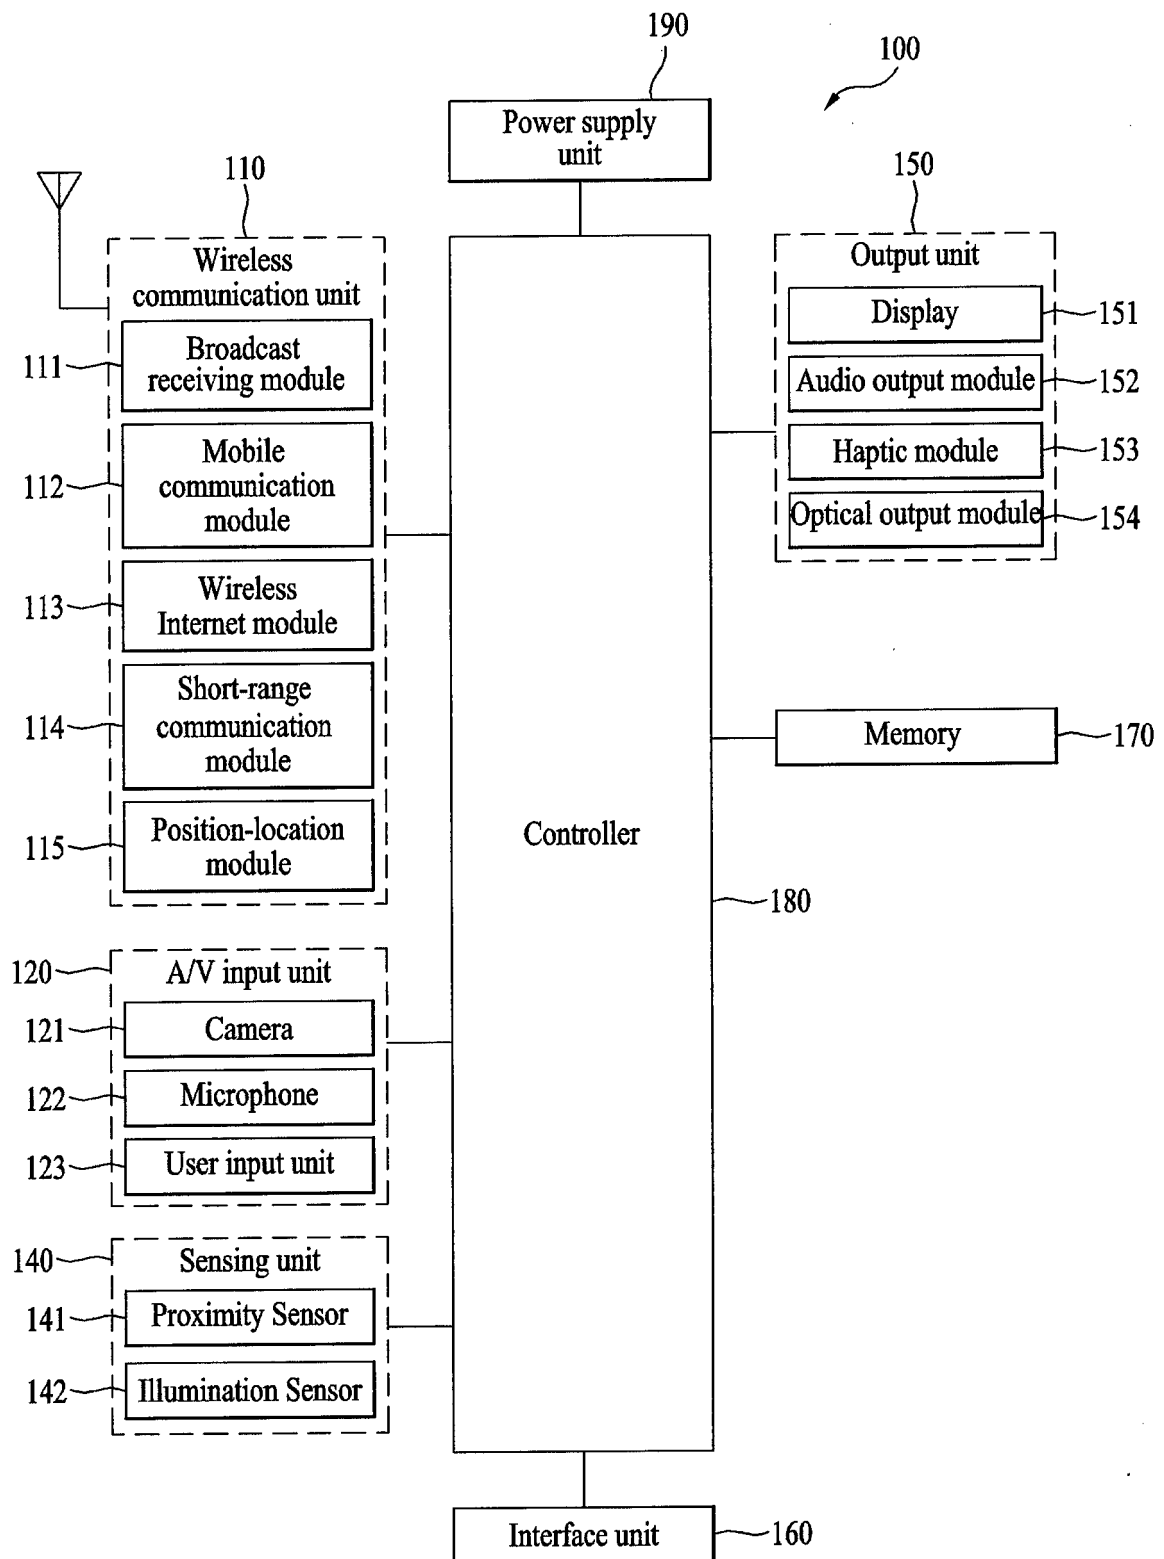 190
100
Power supply
unit
110
Wireless
communication unit
111
Broadcast
receiving module
112
Mobile
communication
module
113
Wireless
Internet module
114
Short-range
communication
module
115
Position-location
module
120
A/V input unit
121
Camera
122
Microphone
123
User input unit
140
Sensing unit
141
Proximity Sensor
142
Illumination Sensor
Controller
180
150
Output unit
Display
151
Audio output module
152
Haptic module
153
Optical output module
154
Memory
170
Interface unit
160